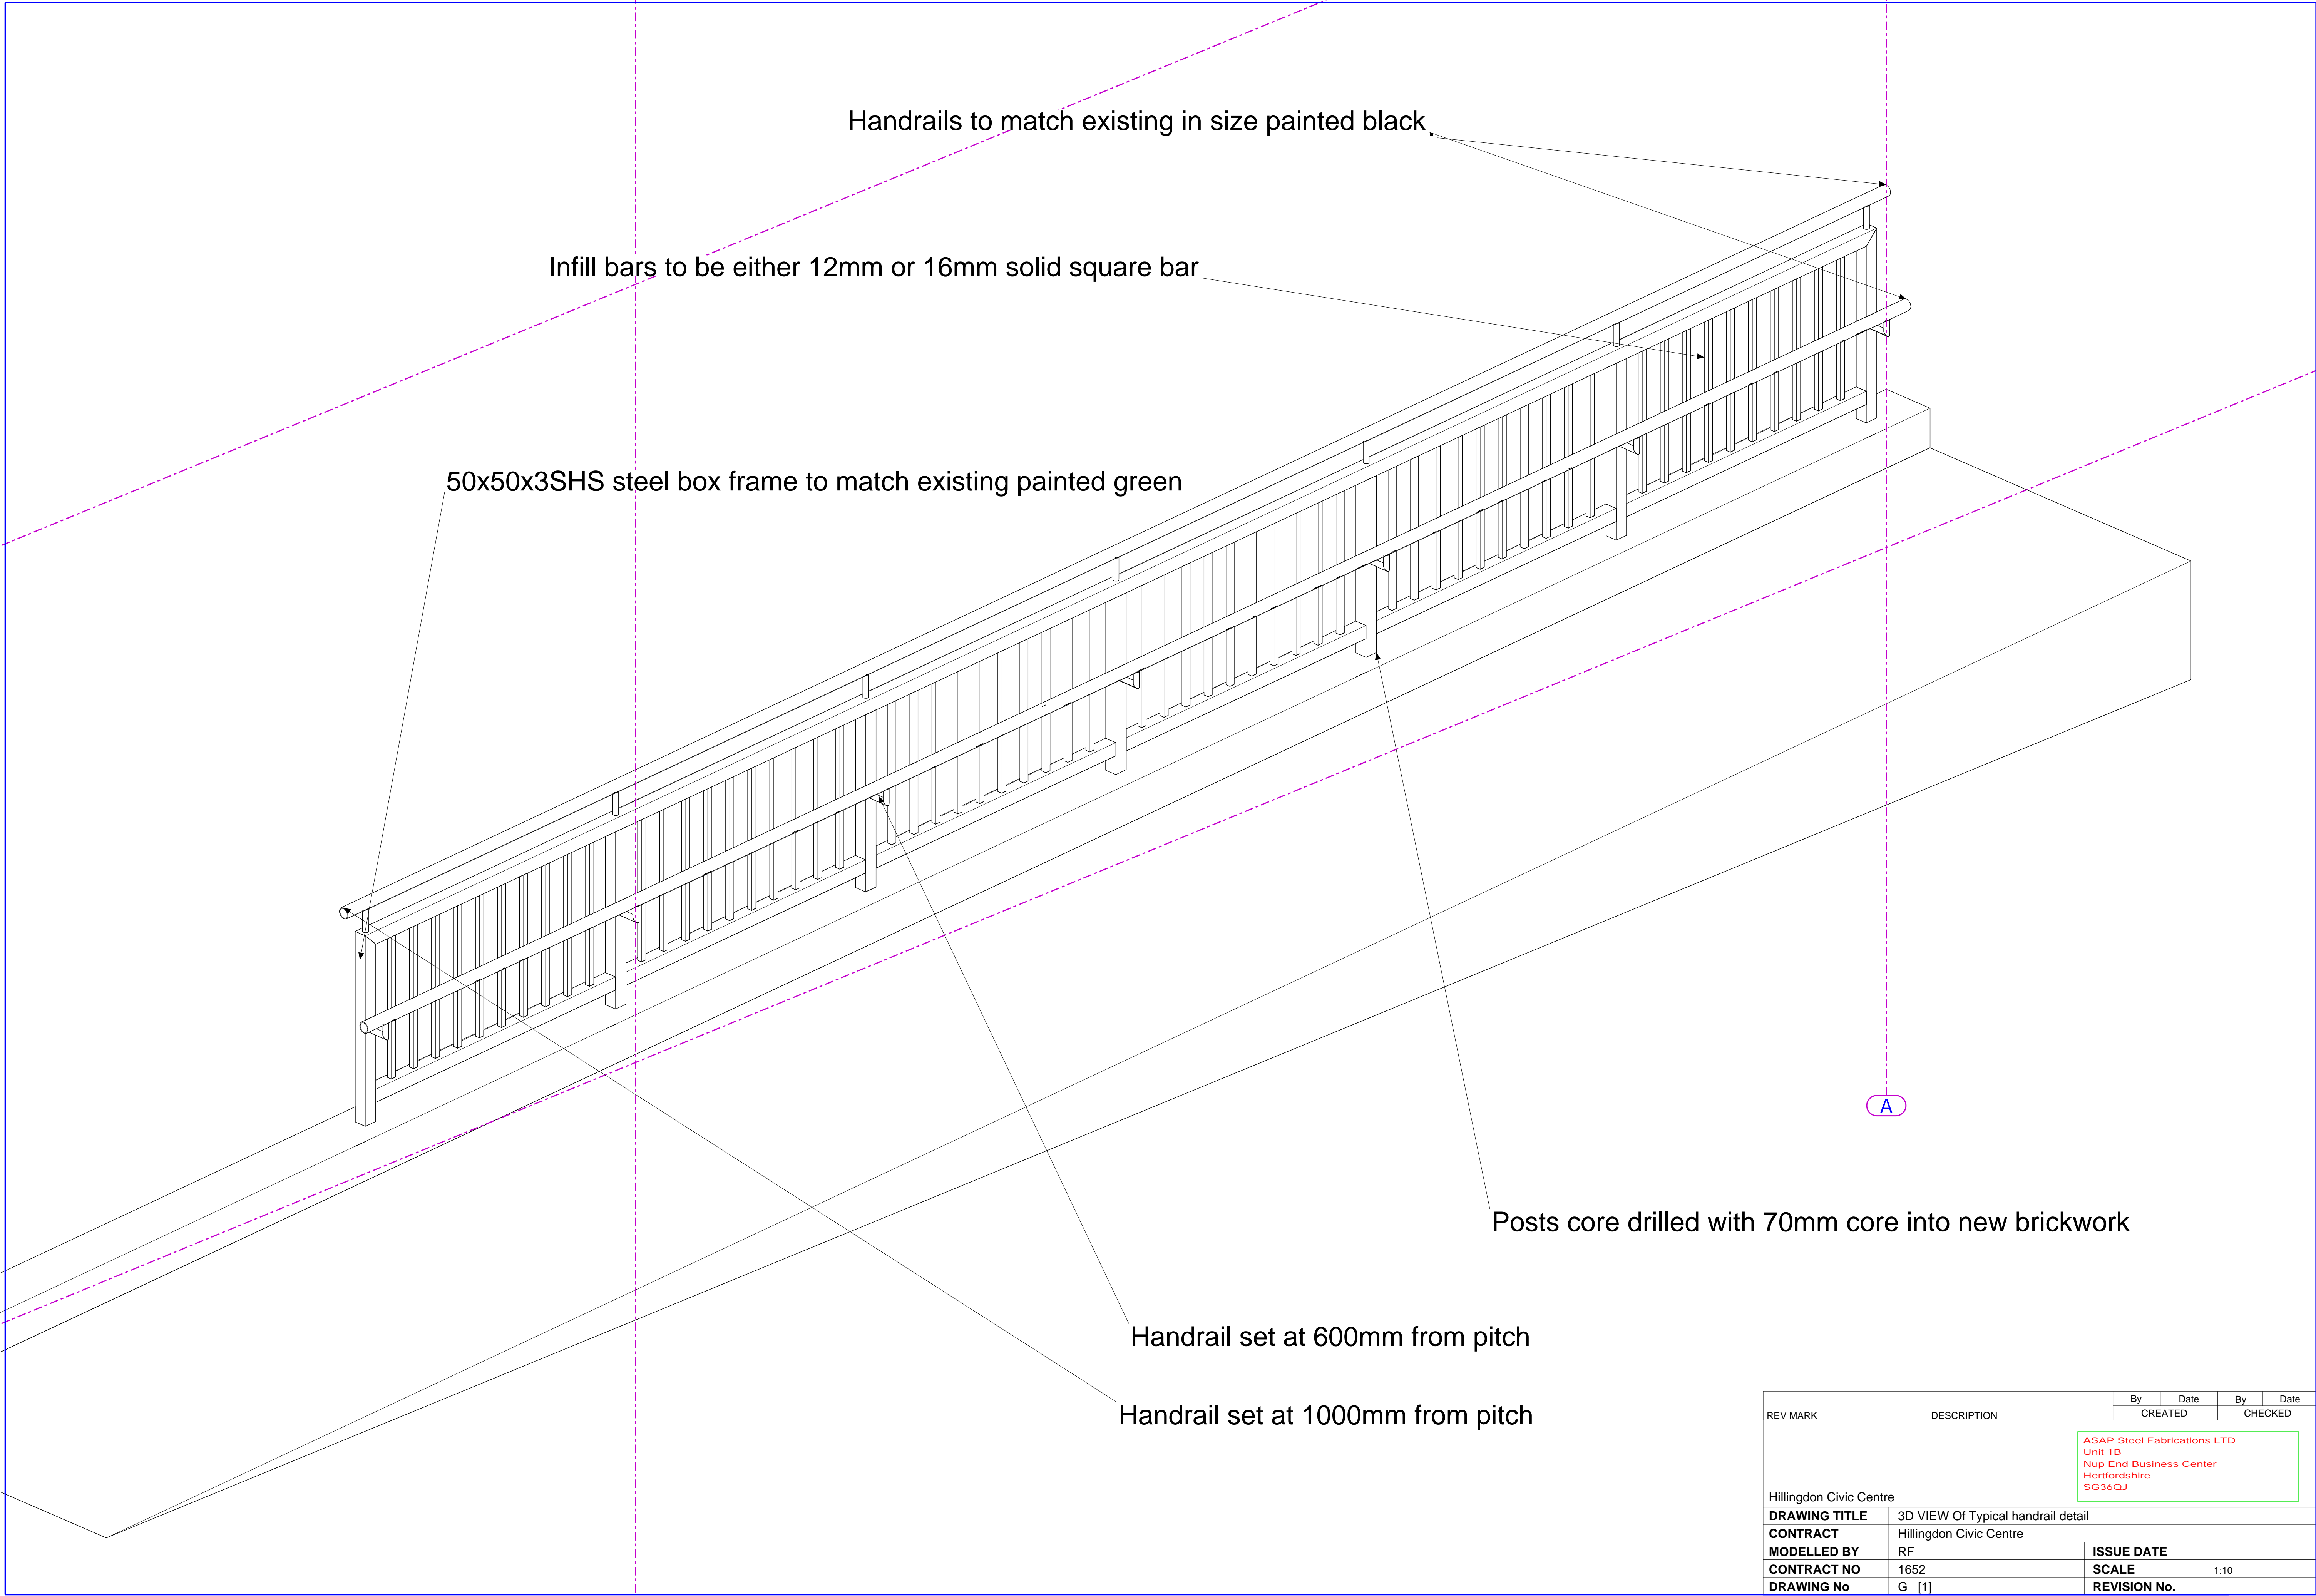 Handrails to match existing in size painted black.
Infill bars to be either 12mm or 16mm solid square bar
50x50x3SHS steel box frame to match existing painted green
A
Posts core drilled with 70mm core into new brickwork
Handrail set at 600mm from pitch
Handrail set at 1000mm from pitch
By Date By Date
REV MARK DESCRIPTION CREATED CHECKED
ASAP Steel Fabrications LTD
Unit 1B
Nup End Business Center
Hertfordshire
SG36QJ
Hillingdon Civic Centre
DRAWING TITLE 3D VIEW Of Typical handrail detail
CONTRACT Hillingdon Civic Centre
MODELLED BY RF ISSUE DATE
CONTRACT NO 1652 SCALE 1:10
DRAWING No G [1] REVISION No.